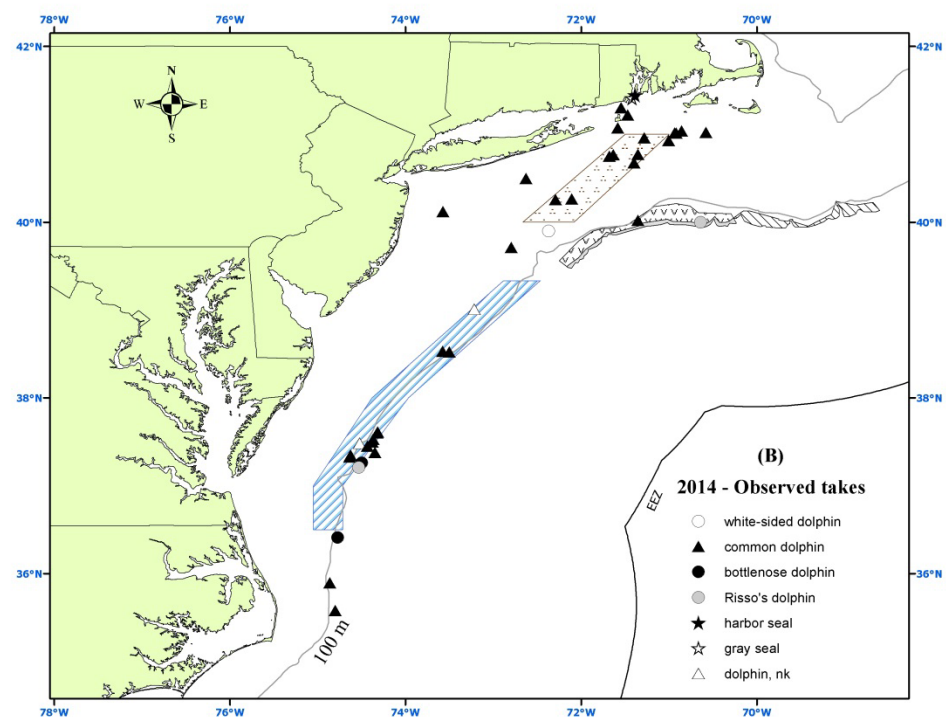 78°W 76°W 74°W 72°W 70°W
42°N 42°N
N
W E
S
40°N 40°N
38°N 38°N
(B)
2014 - Observed takes
EEZ
white-sided dolphin
common dolphin
36°N 36°N
bottlenose dolphin
Risso's dolphin
harbor seal
100 m
gray seal
dolphin, nk
78°W 76°W 74°W 72°W 70°W